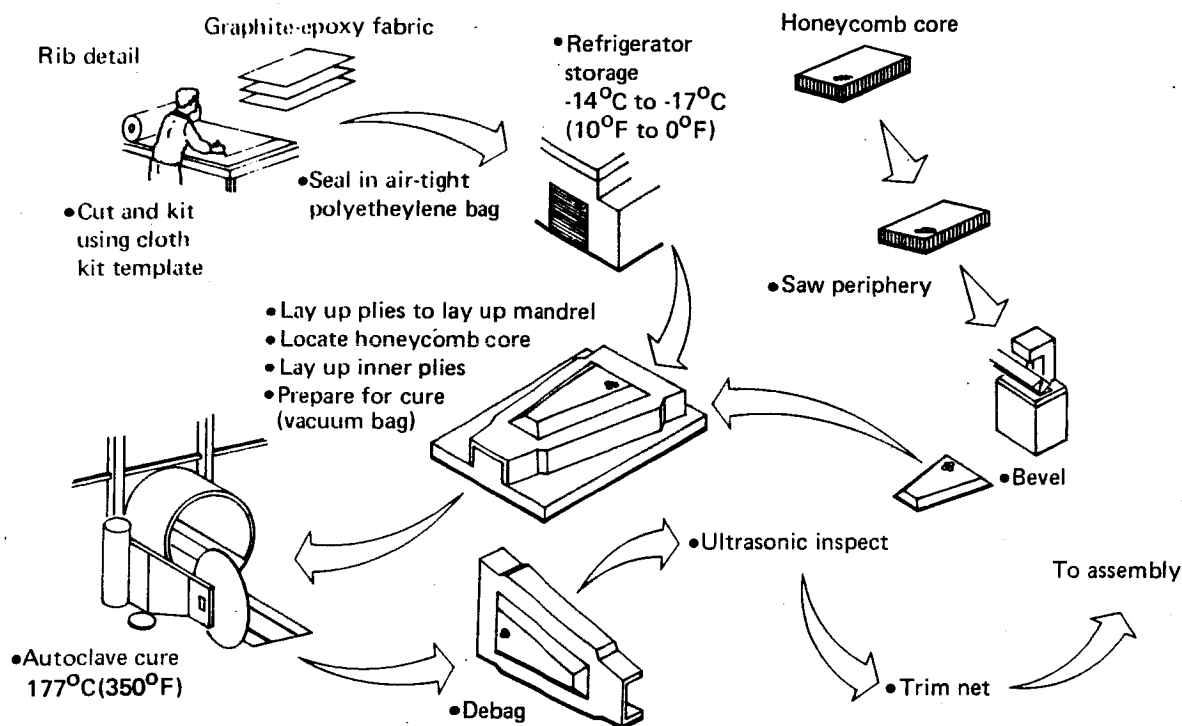 Rib detail
Graphite-epoxy fabric
•Cut and kit
using cloth
kit template
•Seal in air-tight
polyetheylene bag
•Refrigerator
storage
-14°C to -17°C
(10°F to 0°F)
Honeycomb core
•Saw periphery
•Bevel
•Lay up plies to lay up mandrel
•Locate honeycomb core
•Lay up inner plies
•Prepare for cure
(vacuum bag)
•Autoclave cure
177°C(350°F)
•Debag
•Ultrasonic inspect
•Trim net
To assembly